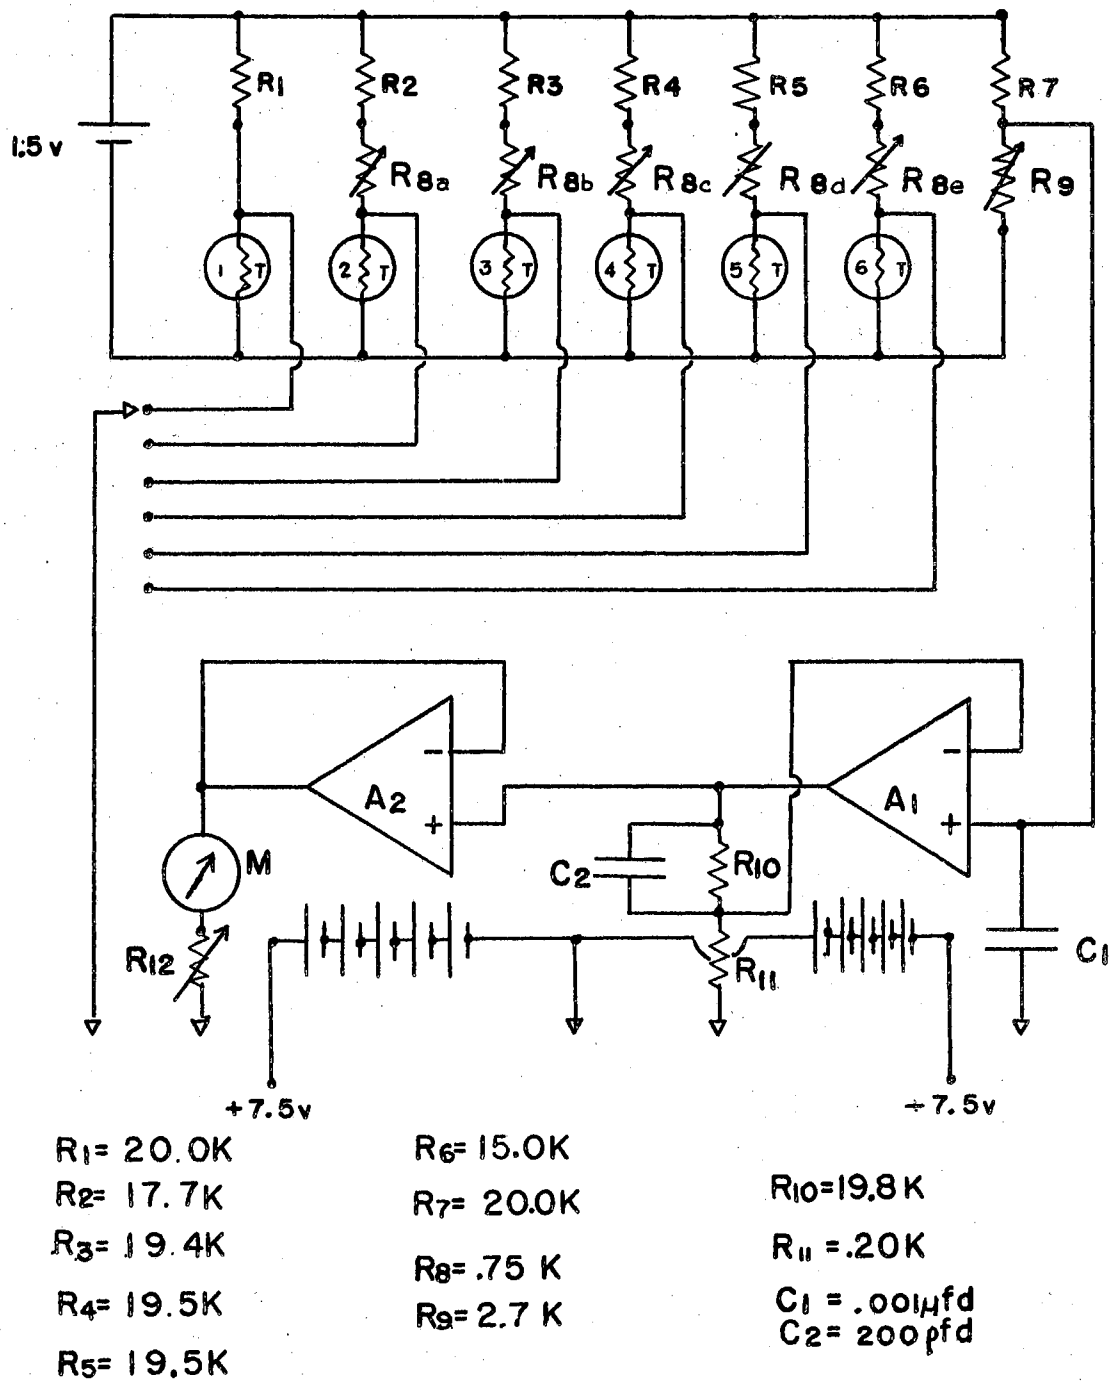 R1 R2 R3 R4 R5 R6 R7
1.5 v
R8a R8b R8c R8d R8e R9
1 T 2 T 3 T 4 T 5 T 6 T
A2 − +
A1 − +
M
C2
R10
R12
R11
C1
+7.5v
−7.5v
R1= 20.0K
R2= 17.7K
R3= 19.4K
R4= 19.5K
R5= 19.5K
R6= 15.0K
R7= 20.0K
R8= .75 K
R9= 2.7 K
R10=19.8K
R11 =.20K
C1 = .001µfd
C2= 200pfd